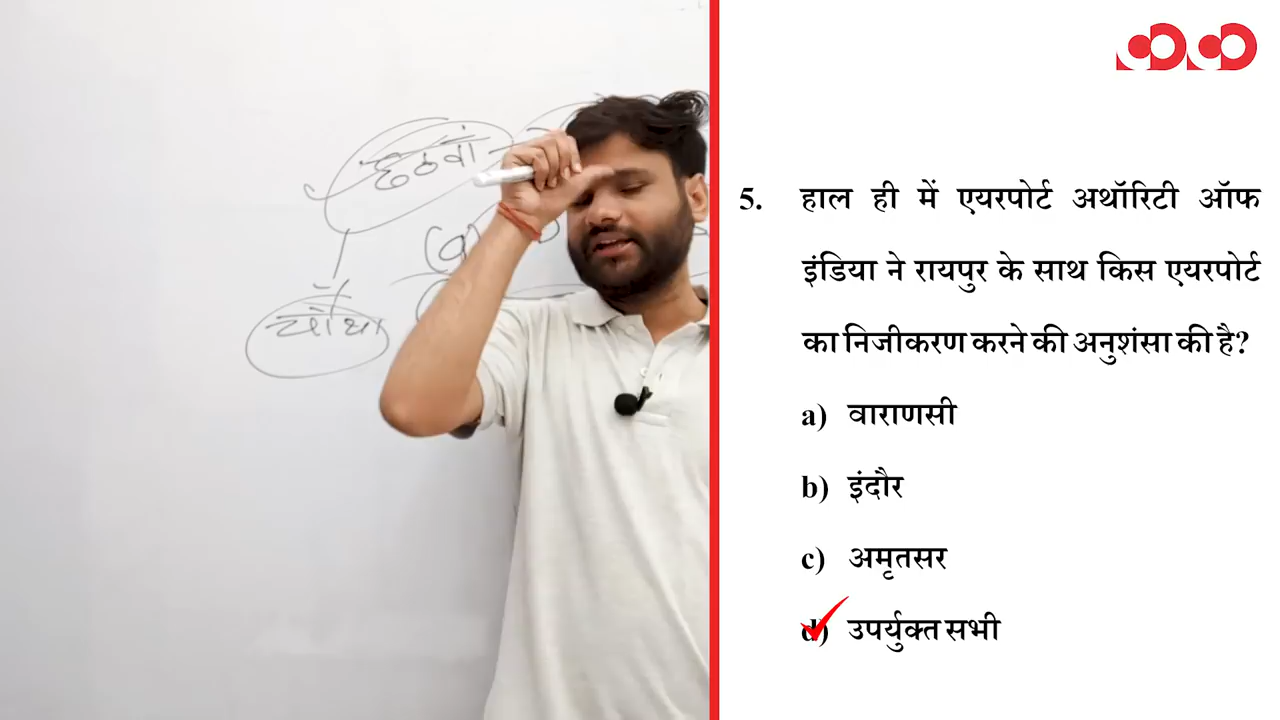 छठवां
(a)
चौथा
5. हाल ही में एयरपोर्ट अथॉरिटी ऑफ
इंडिया ने रायपुर के साथ किस एयरपोर्ट
का निजीकरण करने की अनुशंसा की है?
a) वाराणसी
b) इंदौर
c) अमृतसर
d) उपर्युक्त सभी